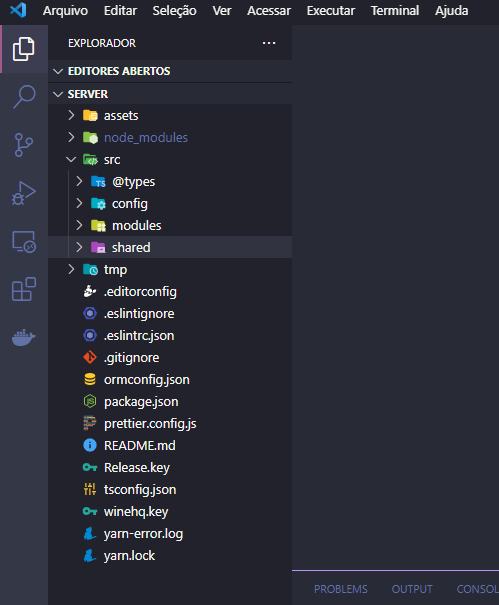 Arquivo Editar Seleção Ver Acessar Executar Terminal Ajuda
EXPLORADOR ...
EDITORES ABERTOS
SERVER
assets
node_modules
src
@types
config
modules
shared
tmp
.editorconfig
.eslintignore
.eslintrc.json
.gitignore
ormconfig.json
package.json
prettier.config.js
README.md
Release.key
tsconfig.json
winehq.key
yarn-error.log
yarn.lock
PROBLEMS OUTPUT CONSO